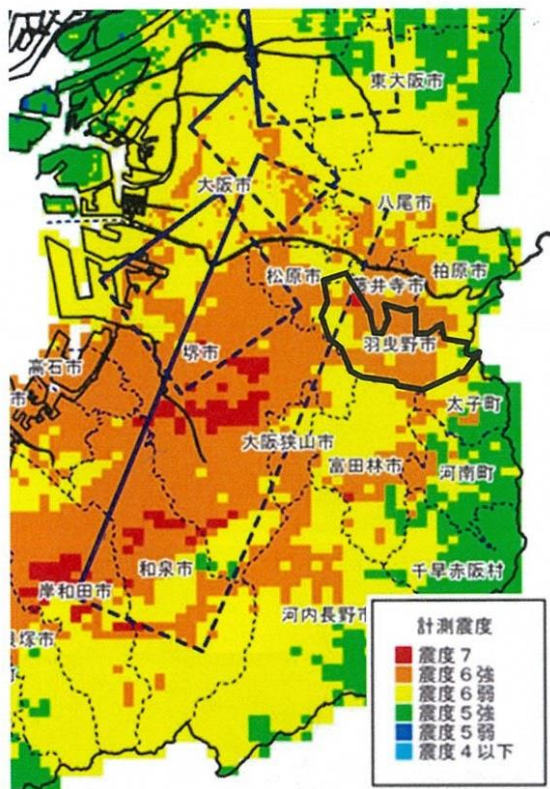 東大阪市
大阪市
八尾市
松原市
柏原市
井寺市
堺市
羽曳野市
高石市
市
太子町
大阪狭山市
富田林市
河南町
和泉市
千早赤阪村
岸和田市
河内長野市
塚市
計測震度
震度7
震度6強
震度6弱
震度5強
震度5弱
震度4以下